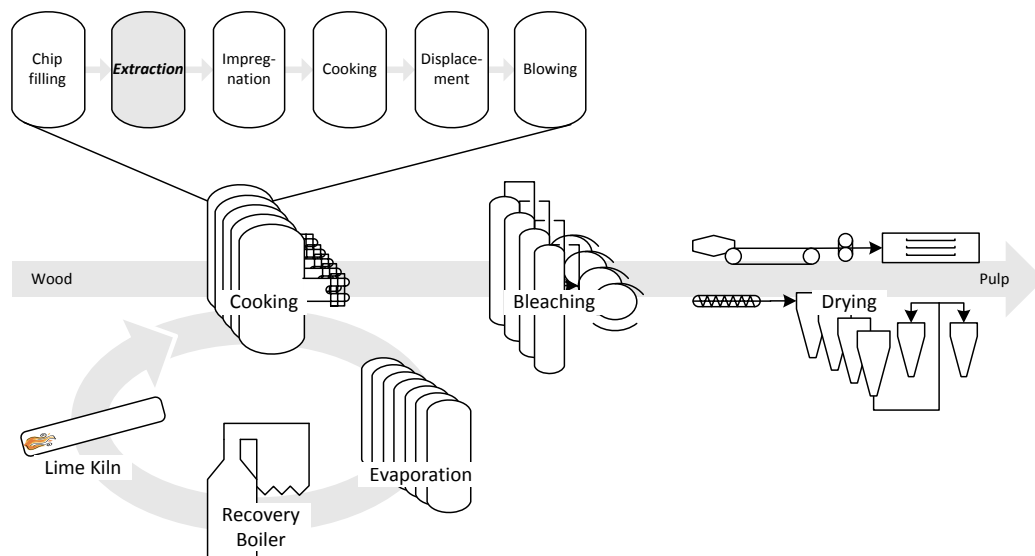 Chip
filling
Extraction
Impreg-
nation
Cooking
Displace-
ment
Blowing
Wood
Cooking
Bleaching
Drying
Pulp
Lime Kiln
Recovery
Boiler
Evaporation